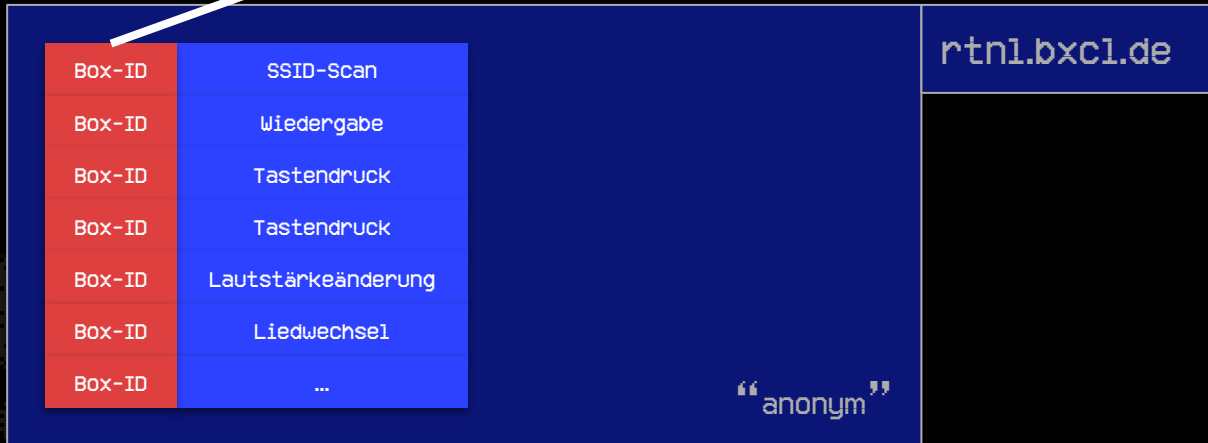 Box-ID SSID-Scan
Box-ID Wiedergabe
Box-ID Tastendruck
Box-ID Tastendruck
Box-ID Lautstärkeänderung
Box-ID Liedwechsel
Box-ID ...
“anonym”
rtnl.bxcl.de